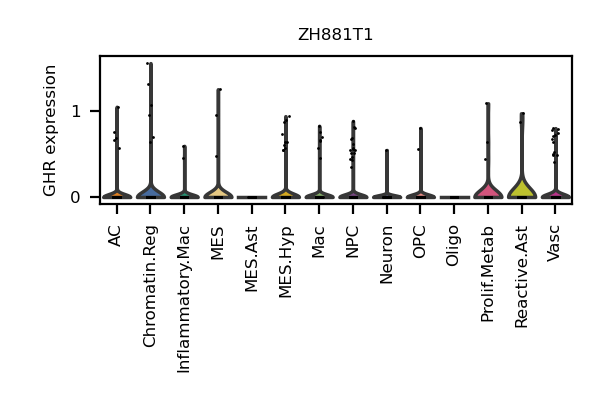 ZH881T1
GHR expression
1
0
AC
Chromatin.Reg
Inflammatory.Mac
MES
MES.Ast
MES.Hyp
Mac
NPC
Neuron
OPC
Oligo
Prolif.Metab
Reactive.Ast
Vasc